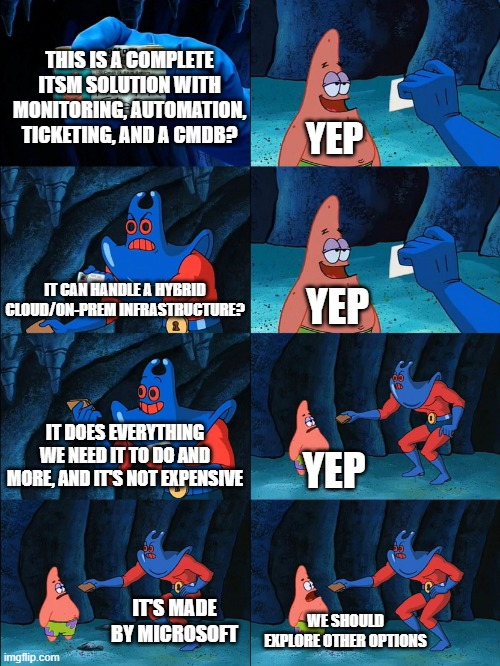 THIS IS A COMPLETE
ITSM SOLUTION WITH
MONITORING, AUTOMATION,
TICKETING, AND A CMDB?
YEP
IT CAN HANDLE A HYBRID
CLOUD/ON-PREM INFRASTRUCTURE?
YEP
IT DOES EVERYTHING
WE NEED IT TO DO AND
MORE, AND IT'S NOT EXPENSIVE
YEP
IT'S MADE
BY MICROSOFT
WE SHOULD
EXPLORE OTHER OPTIONS
imgflip.com